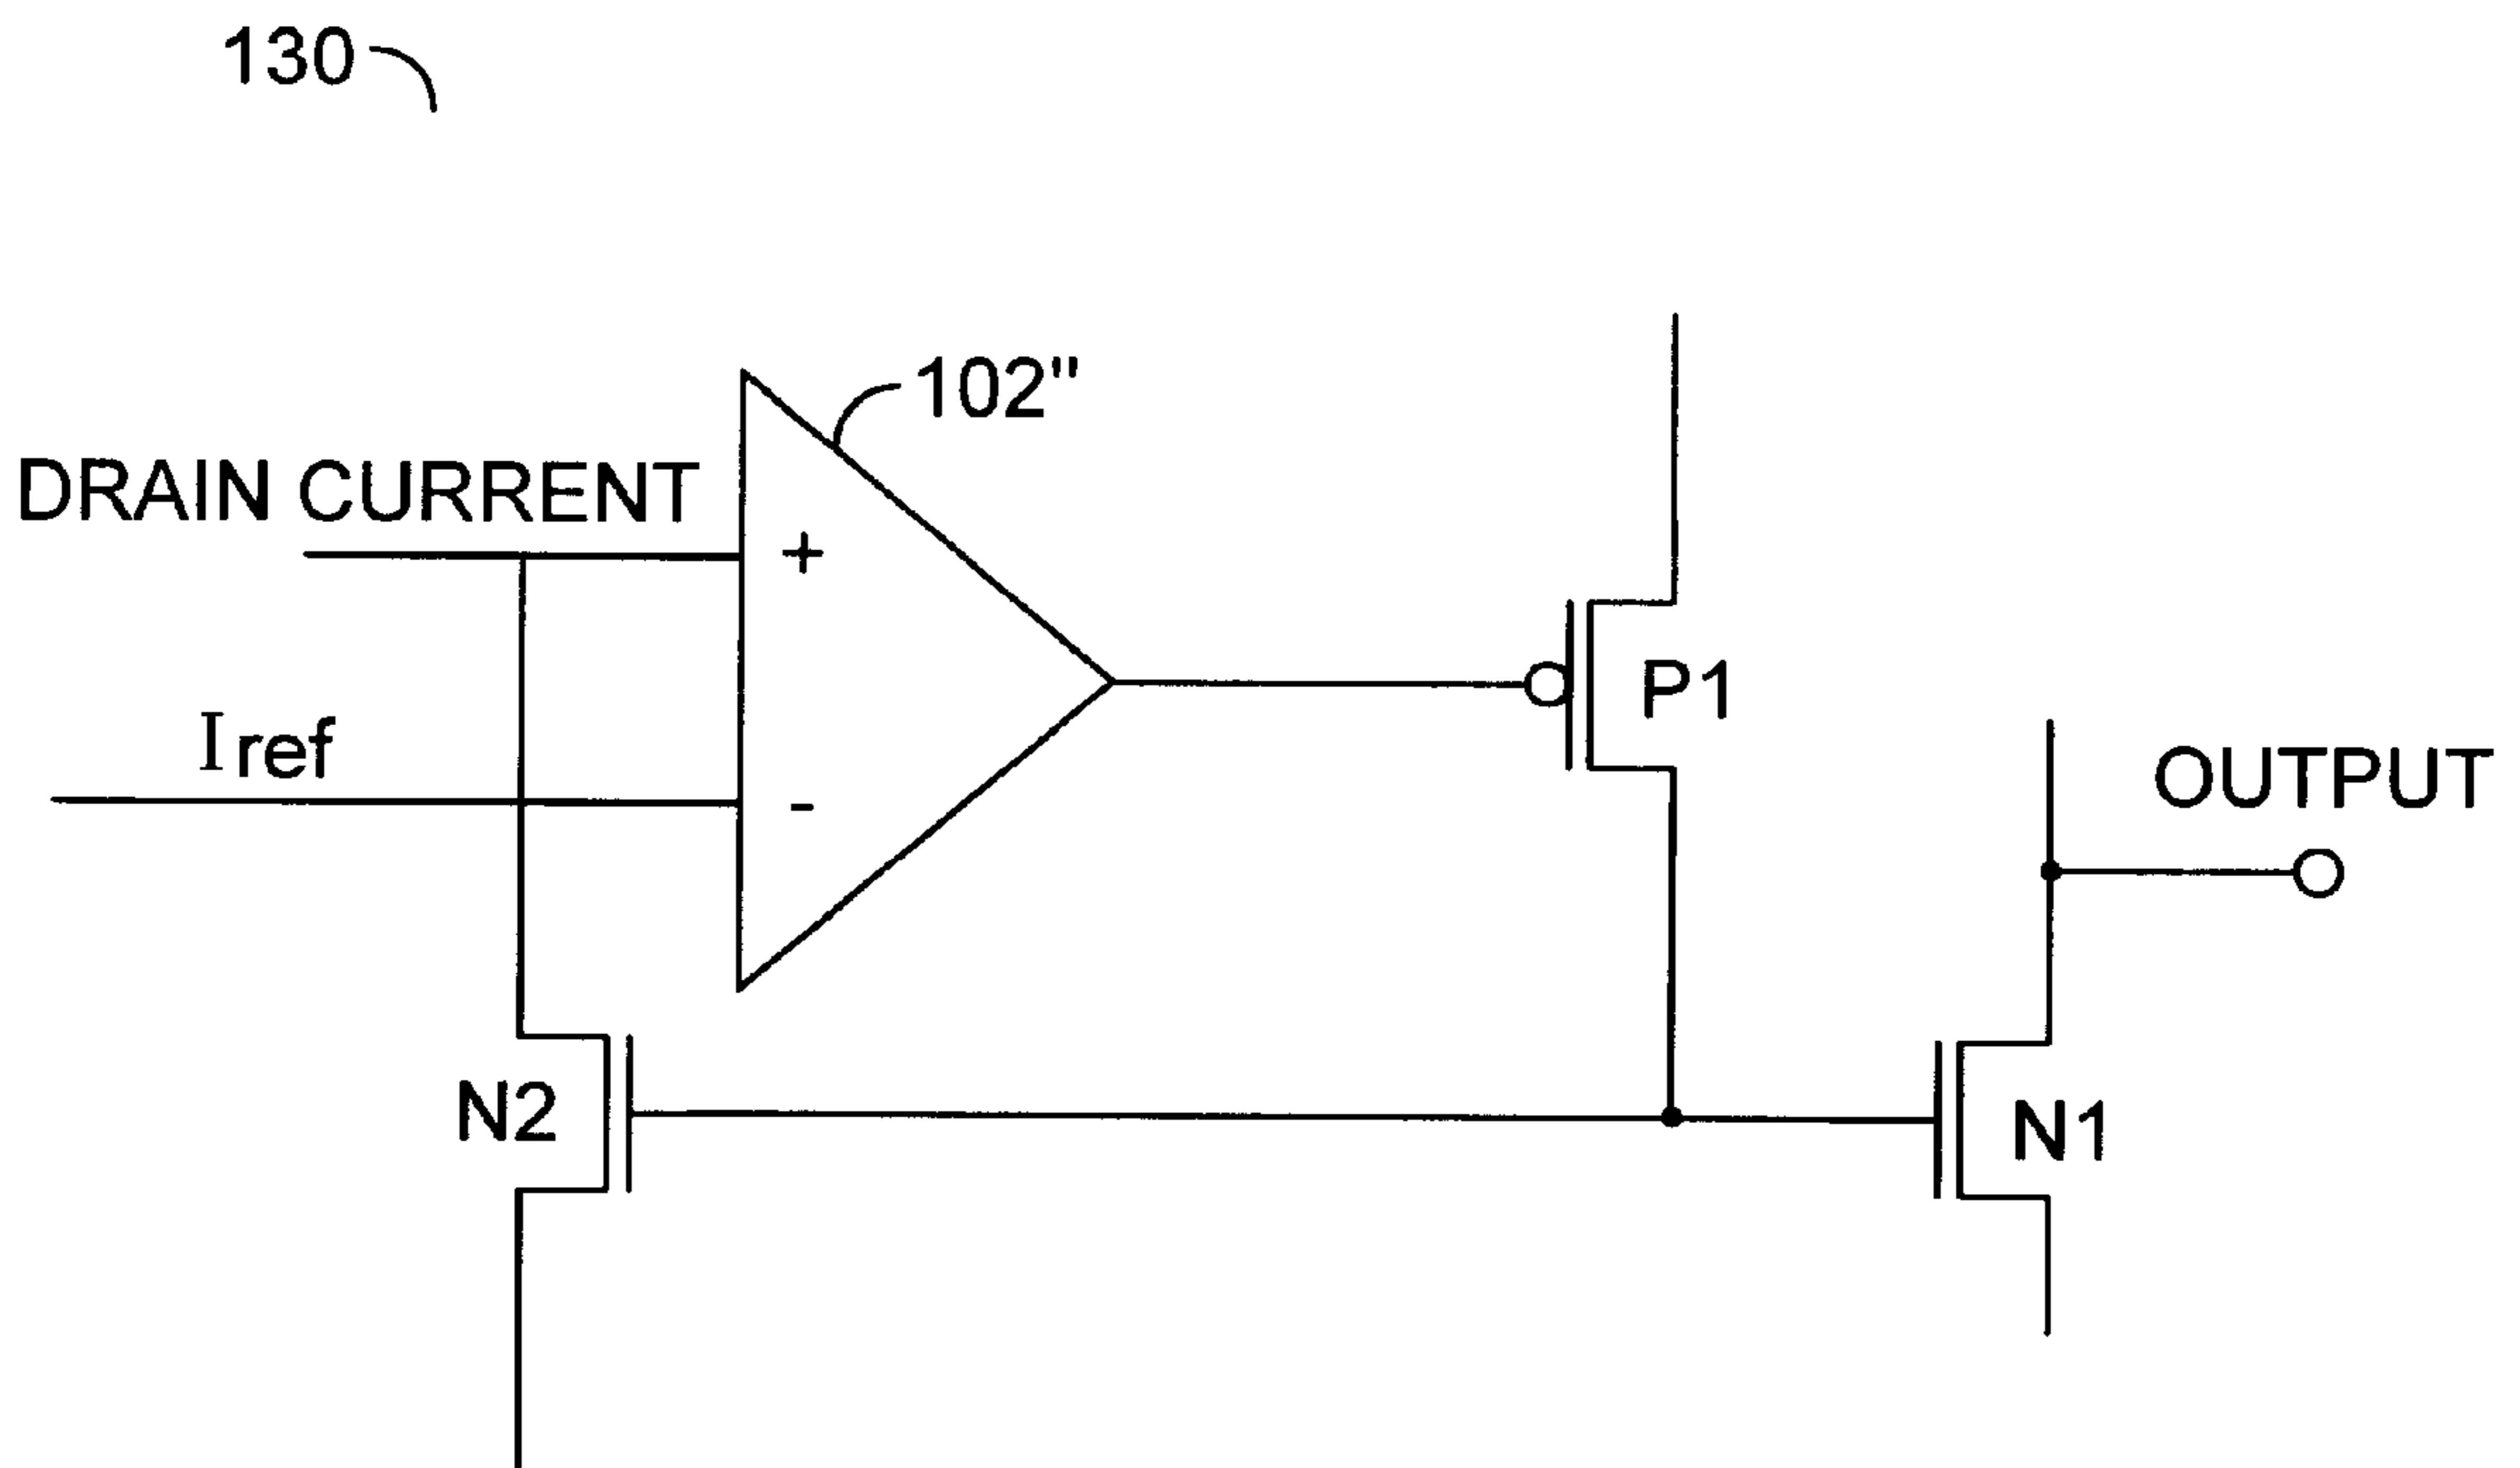 130
102"
DRAIN CURRENT
+
Iref
P1
OUTPUT
-
N2
N1